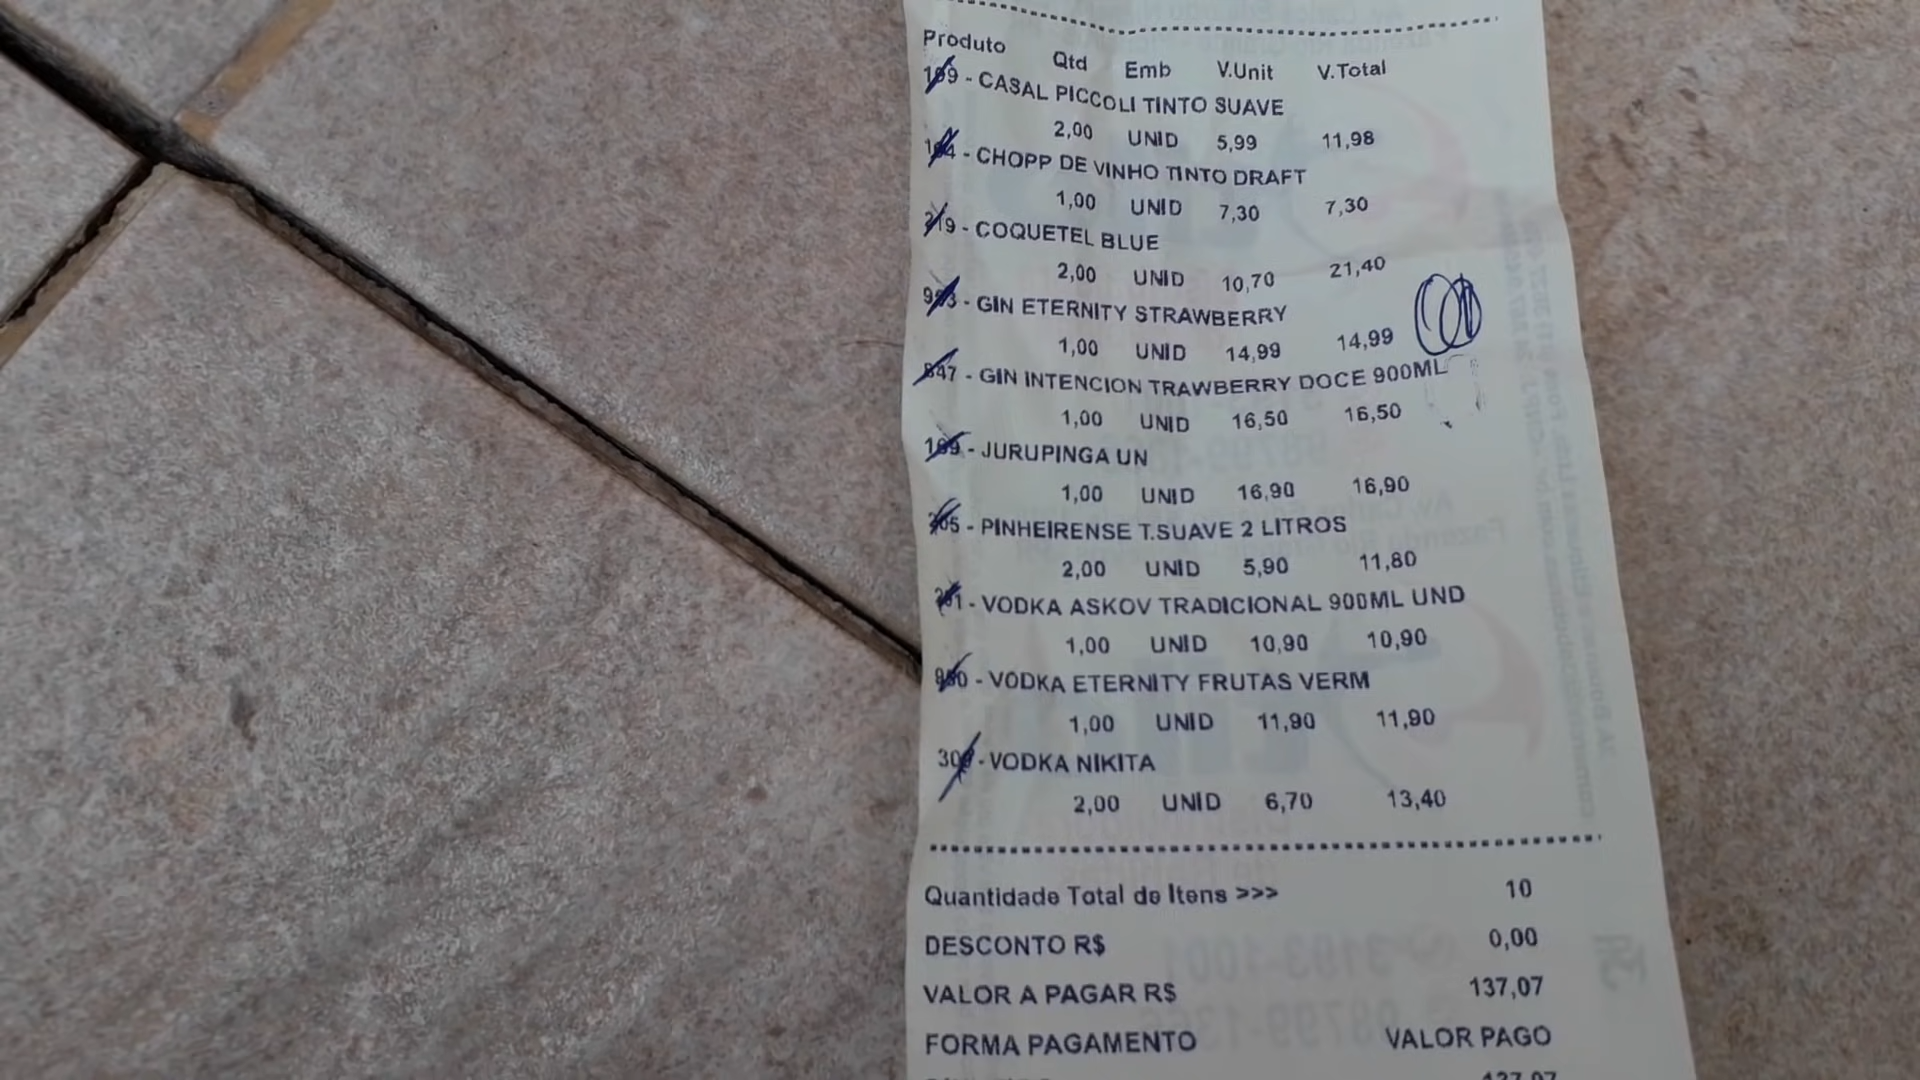 Produto Qtd Emb V.Unit V.Total
199 - CASAL PICCOLI TINTO SUAVE
2,00 UNID 5,99 11,98
- CHOPP DE VINHO TINTO DRAFT
1,00 UNID 7,30 7,30
219 - COQUETEL BLUE
2,00 UNID 10,70 21,40
- GIN ETERNITY STRAWBERRY
1,00 UNID 14,99 14,99
- GIN INTENCION TRAWBERRY DOCE 900ML
1,00 UNID 16,50 16,50
- JURUPINGA UN
1,00 UNID 16,90 16,90
- PINHEIRENSE T.SUAVE 2 LITROS
2,00 UNID 5,90 11,80
- VODKA ASKOV TRADICIONAL 900ML UND
1,00 UNID 10,90 10,90
- VODKA ETERNITY FRUTAS VERM
1,00 UNID 11,90 11,90
- VODKA NIKITA
2,00 UNID 6,70 13,40
Quantidade Total de Itens >>> 10
DESCONTO R$ 0,00
VALOR A PAGAR R$ 137,07
FORMA PAGAMENTO VALOR PAGO